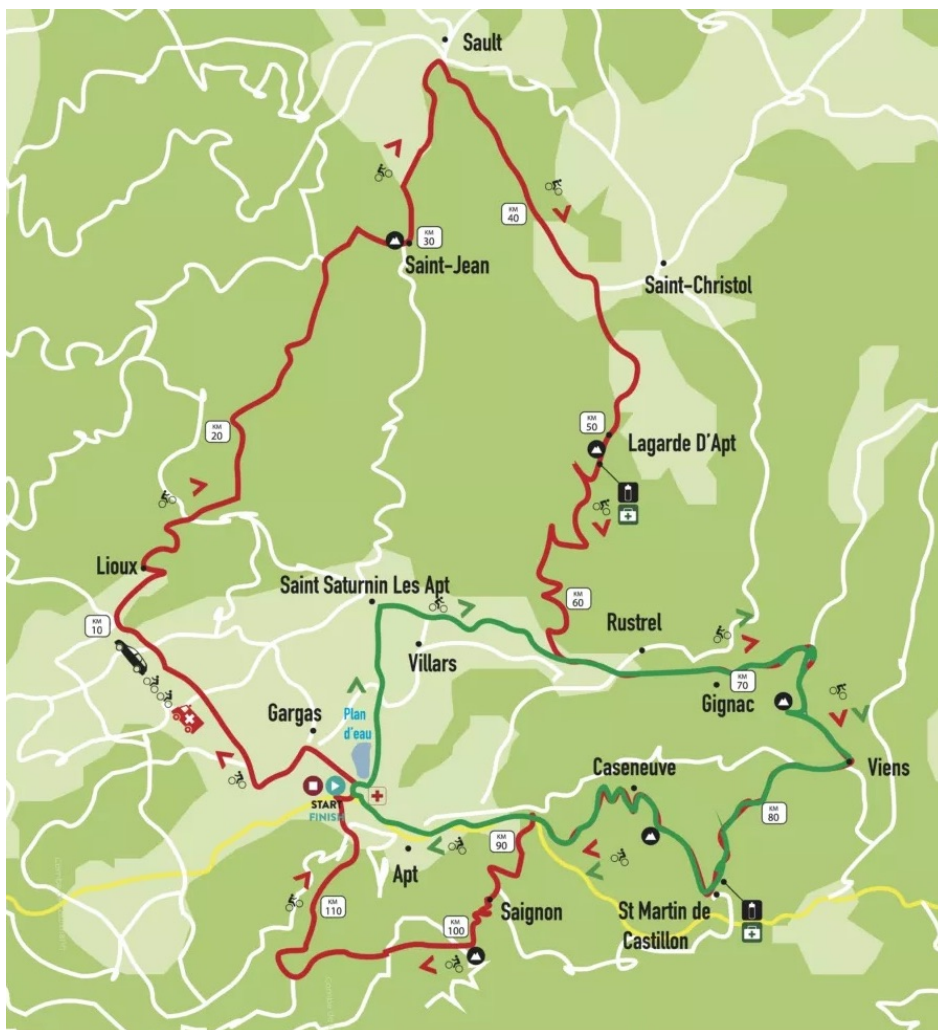 Sault
KM
40
KM
30
Saint-Jean
Saint-Christol
KM
20
KM
50
Lagarde D'Apt
Lioux
Saint Saturnin Les Apt
KM
60
KM
10
Rustrel
Villars
KM
70
Gignac
Gargas
Plan
d'eau
Viens
Caseneuve
START
FINISH
KM
80
KM
90
Apt
Saignon
KM
110
KM
100
St Martin de
Castillon